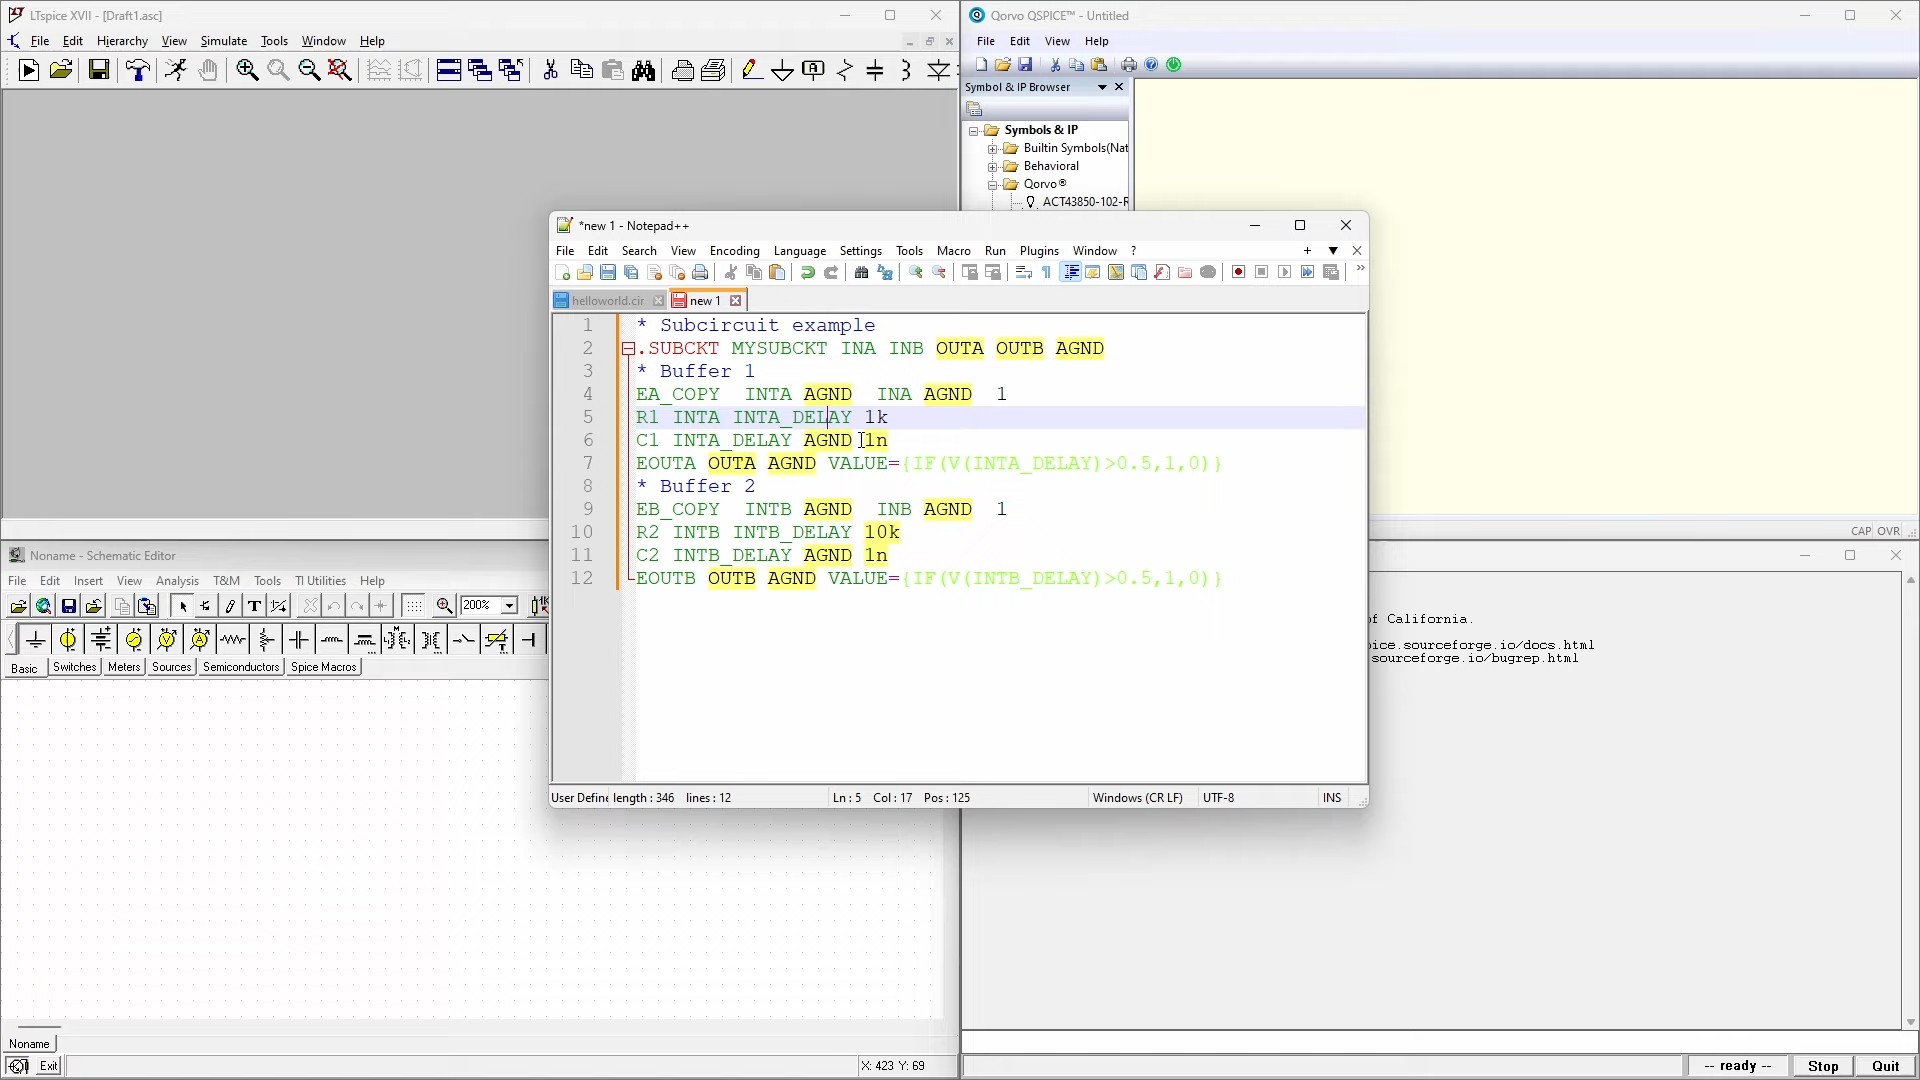 LTspice XVII - [Draft1.asc]
File Edit Hierarchy View Simulate Tools Window Help
Qorvo QSPICE™ - Untitled
File Edit View Help
Symbol & IP Browser
Symbols & IP
Builtin Symbols(Nat
Behavioral
Qorvo®
ACT43850-102-R
CAP OVR
*new 1 - Notepad++
File Edit Search View Encoding Language Settings Tools Macro Run Plugins Window ?
helloworld.cir new 1
1 * Subcircuit example
2 .SUBCKT MYSUBCKT INA INB OUTA OUTB AGND
3 * Buffer 1
4 EA_COPY INTA AGND INA AGND 1
5 R1 INTA INTA_DELAY 1k
6 C1 INTA_DELAY AGND 1n
7 EOUTA OUTA AGND VALUE={IF(V(INTA_DELAY)>0.5,1,0)}
8 * Buffer 2
9 EB_COPY INTB AGND INB AGND 1
10 R2 INTB INTB_DELAY 10k
11 C2 INTB_DELAY AGND 1n
12 EOUTB OUTB AGND VALUE={IF(V(INTB_DELAY)>0.5,1,0)}
User Define length : 346 lines : 12 Ln : 5 Col : 17 Pos : 125 Windows (CR LF) UTF-8 INS
Noname - Schematic Editor
File Edit Insert View Analysis T&M Tools TI Utilities Help
200%
Basic Switches Meters Sources Semiconductors Spice Macros
Noname
Exit X: 423 Y: 69
f California.
ice.sourceforge.io/docs.html
sourceforge.io/bugrep.html
-- ready -- Stop Quit